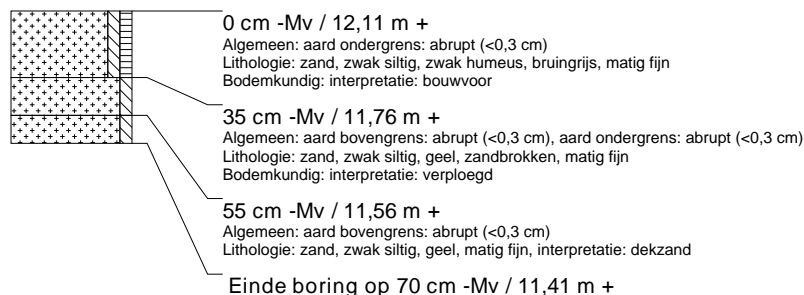 0 cm -Mv / 12,11 m +
Algemeen: aard ondergrens: abrupt (<0,3 cm)
Lithologie: zand, zwak siltig, zwak humeus, bruingrijs, matig fijn
Bodemkundig: interpretatie: bouwvoor
35 cm -Mv / 11,76 m +
Algemeen: aard bovengrens: abrupt (<0,3 cm), aard ondergrens: abrupt (<0,3 cm)
Lithologie: zand, zwak siltig, geel, zandbrokken, matig fijn
Bodemkundig: interpretatie: verploegd
55 cm -Mv / 11,56 m +
Algemeen: aard bovengrens: abrupt (<0,3 cm)
Lithologie: zand, zwak siltig, geel, matig fijn, interpretatie: dekzand
Einde boring op 70 cm -Mv / 11,41 m +